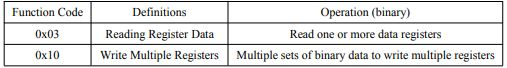 Function Code Definitions Operation (binary)
0x03 Reading Register Data Read one or more data registers
0x10 Write Multiple Registers Multiple sets of binary data to write multiple registers